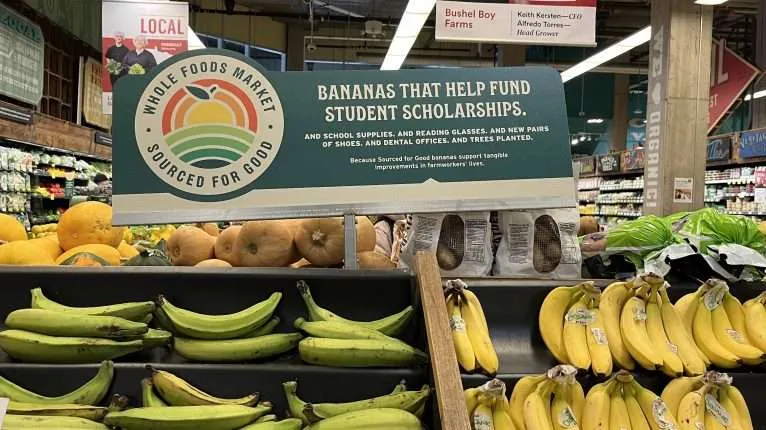 LOCAL
Bushel Boy
Farms
Keith Kersten—CEO
Alfredo Torres—
Head Grower
WHOLE FOODS MARKET
SOURCED FOR GOOD
BANANAS THAT HELP FUND
STUDENT SCHOLARSHIPS.
AND SCHOOL SUPPLIES. AND READING GLASSES. AND NEW PAIRS
OF SHOES. AND DENTAL OFFICES. AND TREES PLANTED.
Because Sourced for Good bananas support tangible
improvements in farmworkers' lives.
ORGANIC